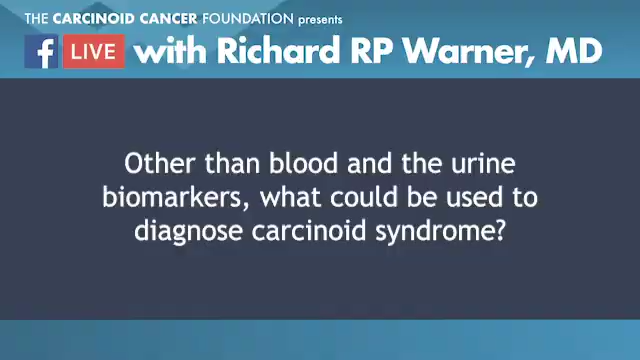 THE CARCINOID CANCER FOUNDATION presents
f LIVE with Richard RP Warner, MD
Other than blood and the urine
biomarkers, what could be used to
diagnose carcinoid syndrome?